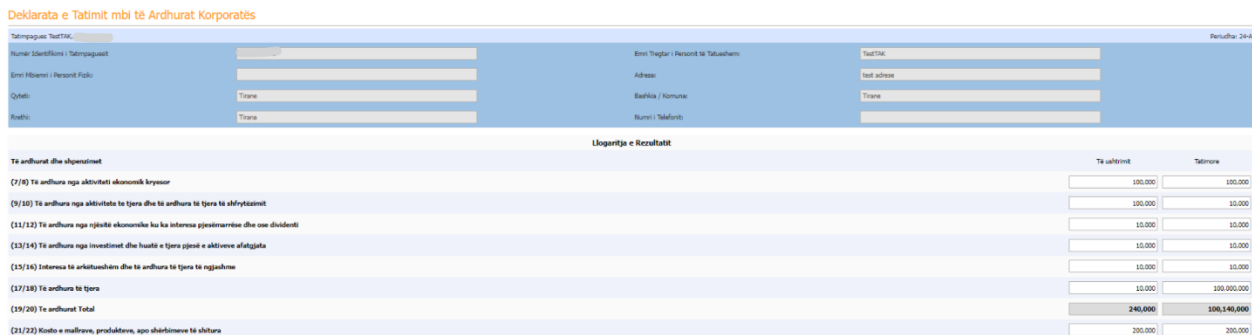 Deklarata e Tatimit mbi të Ardhurat Korporatës
Tatimpagues TestTAK, Periudha: 24-A
Numër Identifikimi i Tatimpaguesit: Emri Tregtar i Personit të Tatueshem: TestTAK
Emri Mbiemri i Personit Fizik: Adresa: test adrese
Qyteti: Tirane Bashkia / Komuna: Tirane
Rrethi: Tirana Numri i Telefonit:
Llogaritja e Rezultatit
Të ardhurat dhe shpenzimet Të ushtrimit Tatimore
(7/8) Të ardhura nga aktiviteti ekonomik kryesor 100,000 100,000
(9/10) Të ardhura nga aktivitete te tjera dhe të ardhura të tjera të shfrytëzimit 100,000 10,000
(11/12) Të ardhura nga njësitë ekonomike ku ka interesa pjesëmarrëse dhe ose dividenti 10,000 10,000
(13/14) Të ardhura nga investimet dhe huatë e tjera pjesë e aktiveve afatgjata 10,000 10,000
(15/16) Interesa të arkëtueshëm dhe të ardhura të tjera të ngjashme 10,000 10,000
(17/18) Të ardhura të tjera 10,000 100,000,000
(19/20) Te ardhurat Total 240,000 100,140,000
(21/22) Kosto e mallrave, produkteve, apo shërbimeve të shitura 200,000 200,000